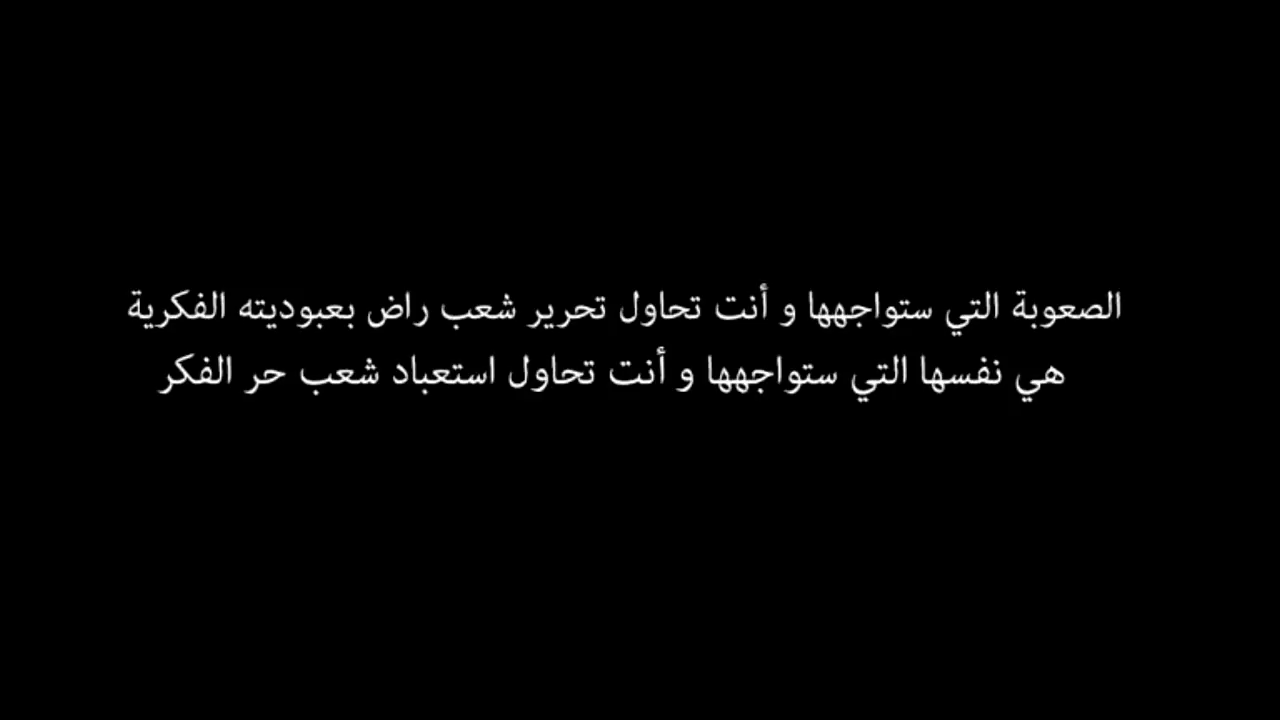 الصعوبة التي ستواجهها و أنت تحاول تحرير شعب راض بعبوديته الفكرية
هي نفسها التي ستواجهها و أنت تحاول استعباد شعب حر الفكر